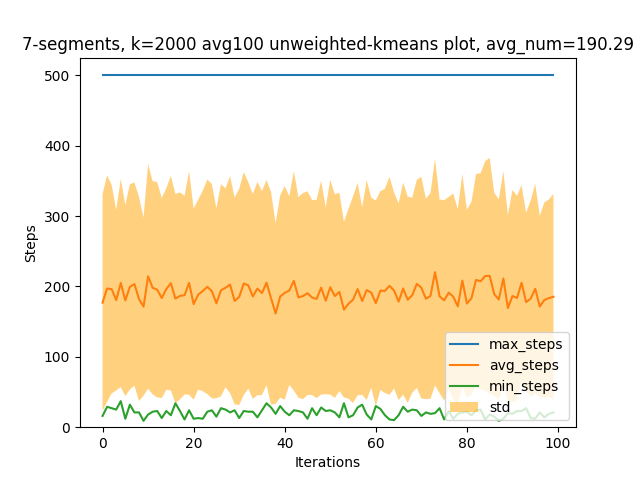 7-segments, k=2000 avg100 unweighted-kmeans plot, avg_num=190.29
500
400
300
200
100
0
Steps
max_steps
avg_steps
min_steps
std
0 20 40 60 80 100
Iterations